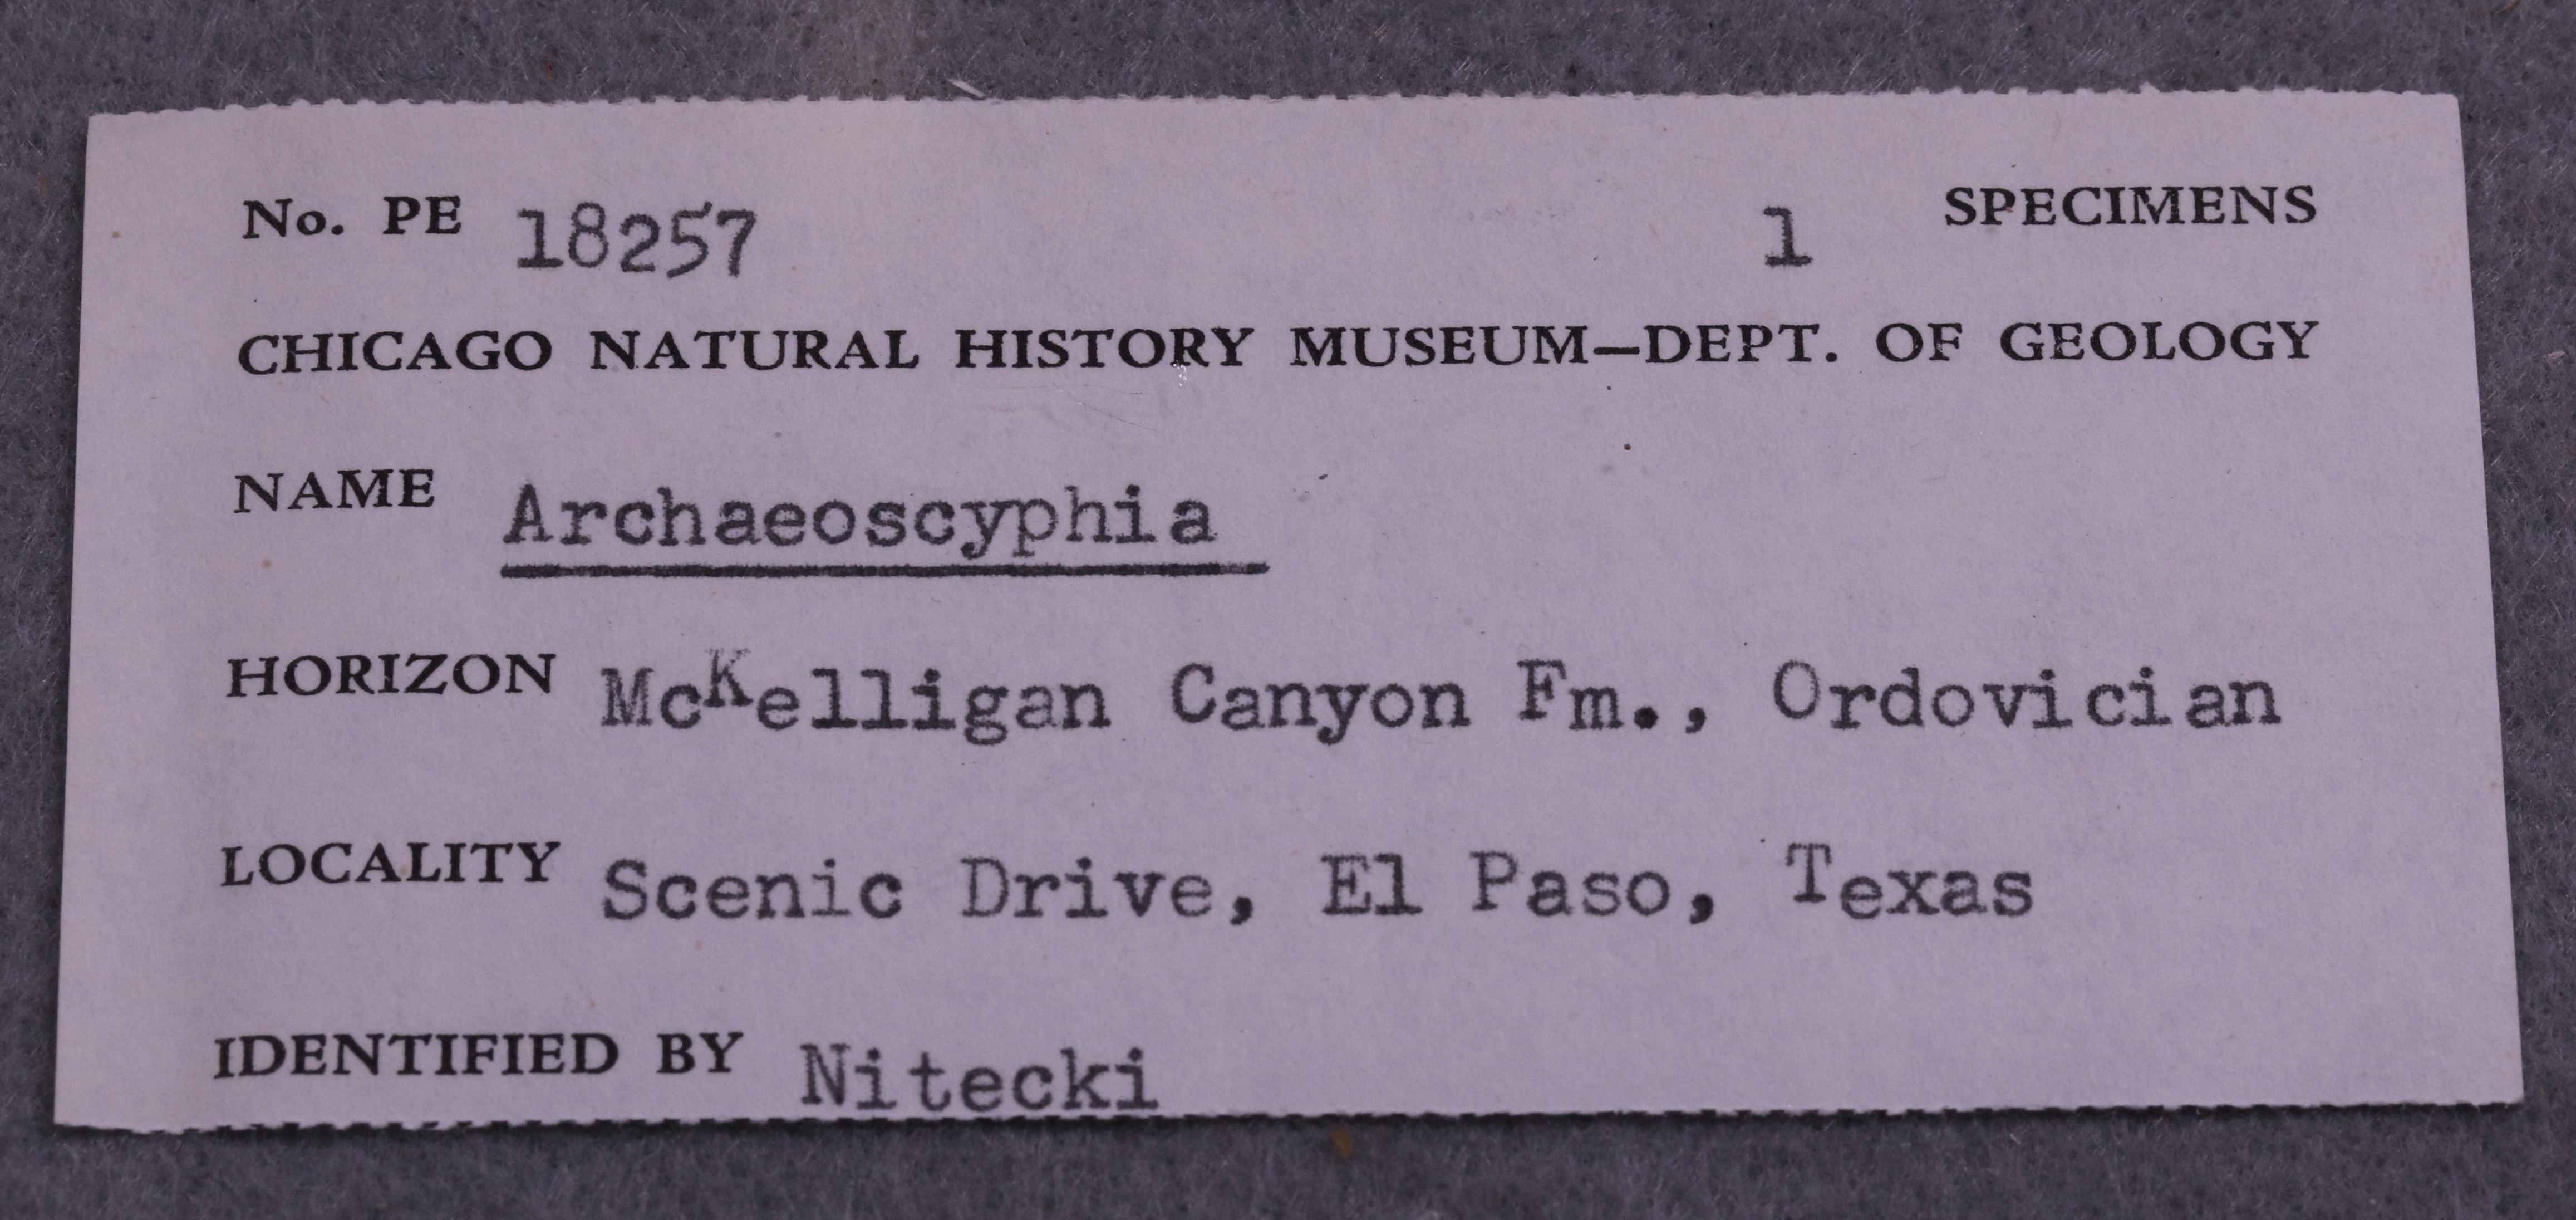 No. PE 18257 1 SPECIMENS
CHICAGO NATURAL HISTORY MUSEUM—DEPT. OF GEOLOGY
NAME Archaeoscyphia
HORIZON McKelligan Canyon Fm., Ordovician
LOCALITY Scenic Drive, El Paso, Texas
IDENTIFIED BY Nitecki